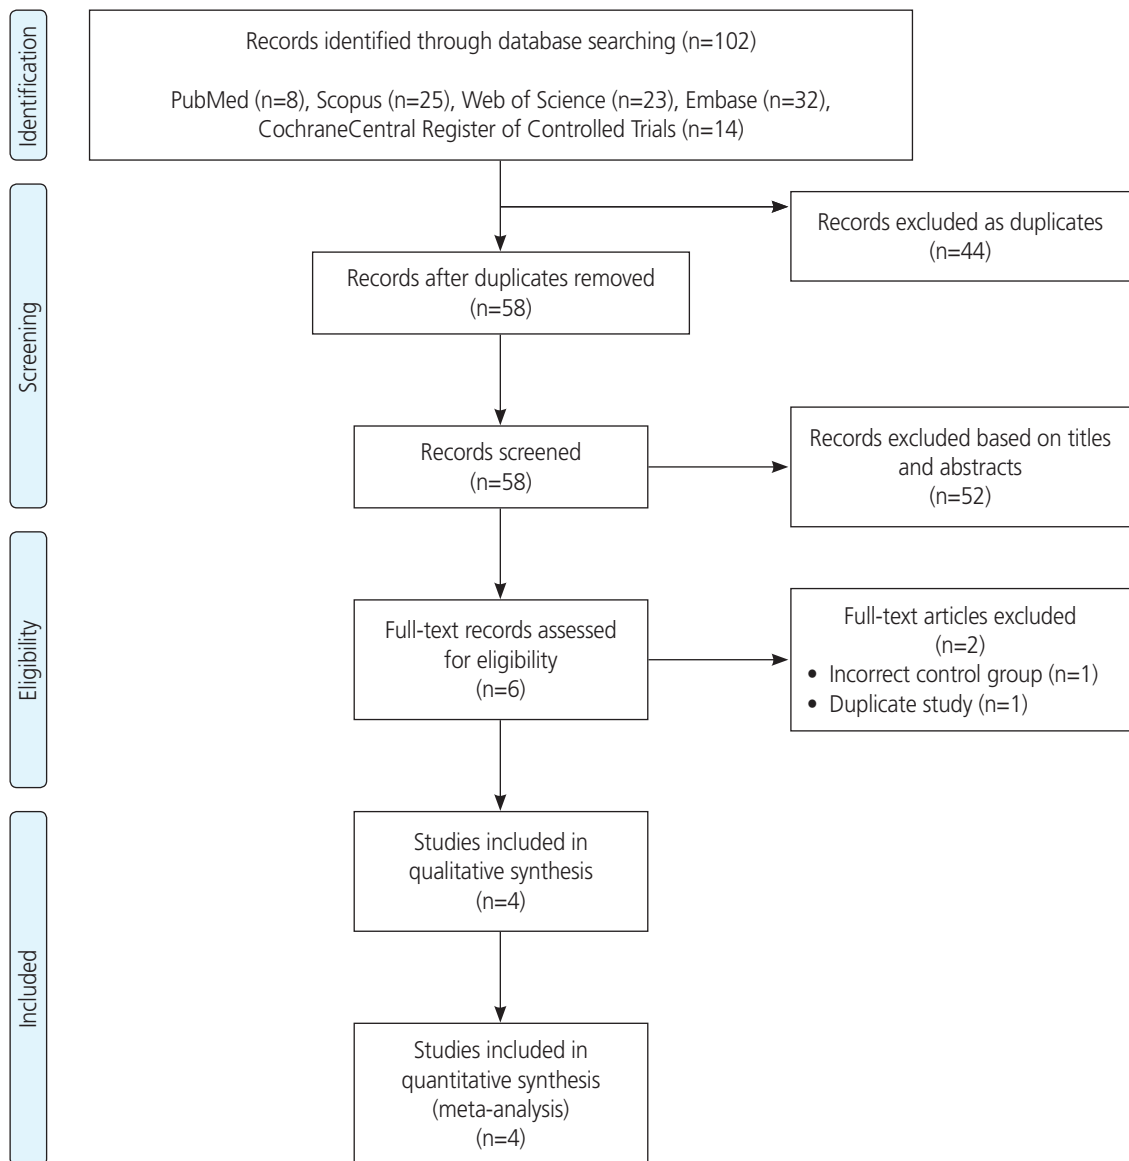 Identification
Records identified through database searching (n=102)
PubMed (n=8), Scopus (n=25), Web of Science (n=23), Embase (n=32),
CochraneCentral Register of Controlled Trials (n=14)
Screening
Records excluded as duplicates
(n=44)
Records after duplicates removed
(n=58)
Records screened
(n=58)
Records excluded based on titles
and abstracts
(n=52)
Eligibility
Full-text records assessed
for eligibility
(n=6)
Full-text articles excluded
(n=2)
• Incorrect control group (n=1)
• Duplicate study (n=1)
Included
Studies included in
qualitative synthesis
(n=4)
Studies included in
quantitative synthesis
(meta-analysis)
(n=4)